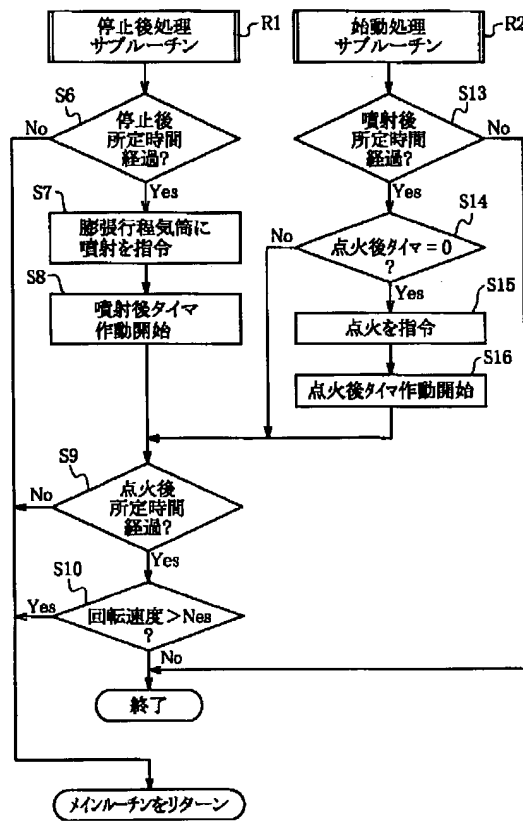 停止後処理
サブルーチン
R1
S6
No
停止後
所定時間
経過?
Yes
S7
膨張行程気筒に
噴射を指令
S8
噴射後タイマ
作動開始
始動処理
サブルーチン
R2
S13
噴射後
所定時間
経過?
No
Yes
S14
No
点火後タイマ=0
?
Yes
S15
点火を指令
S16
点火後タイマ作動開始
S9
No
点火後
所定時間
経過?
Yes
S10
Yes
回転速度>Nes
?
No
終了
メインルーチンをリターン